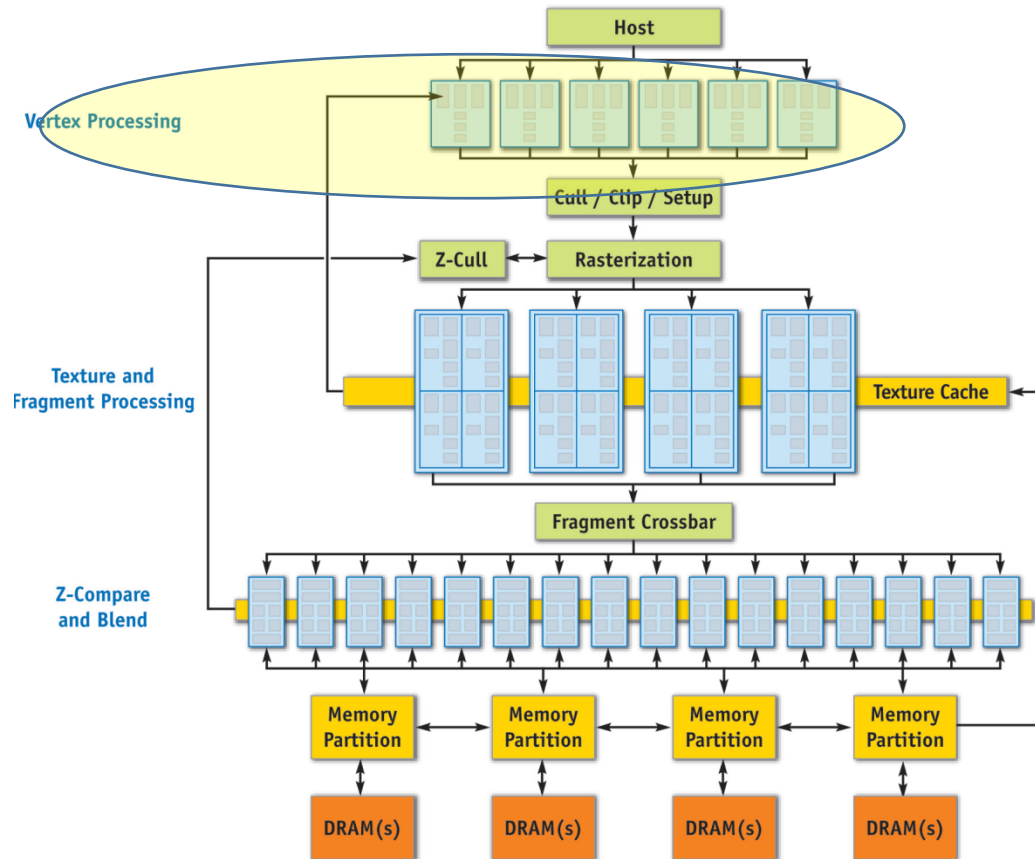 Host
Vertex Processing
Cull / Clip / Setup
Z-Cull
Rasterization
Texture and
Fragment Processing
Texture Cache
Fragment Crossbar
Z-Compare
and Blend
Memory
Partition
Memory
Partition
Memory
Partition
Memory
Partition
DRAM(s)
DRAM(s)
DRAM(s)
DRAM(s)